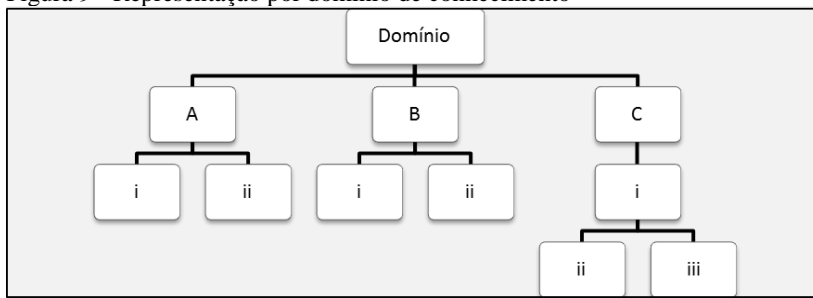 Figura 9 - Representação por domínio de conhecimento
Domínio
A B C
i ii i ii i
ii iii